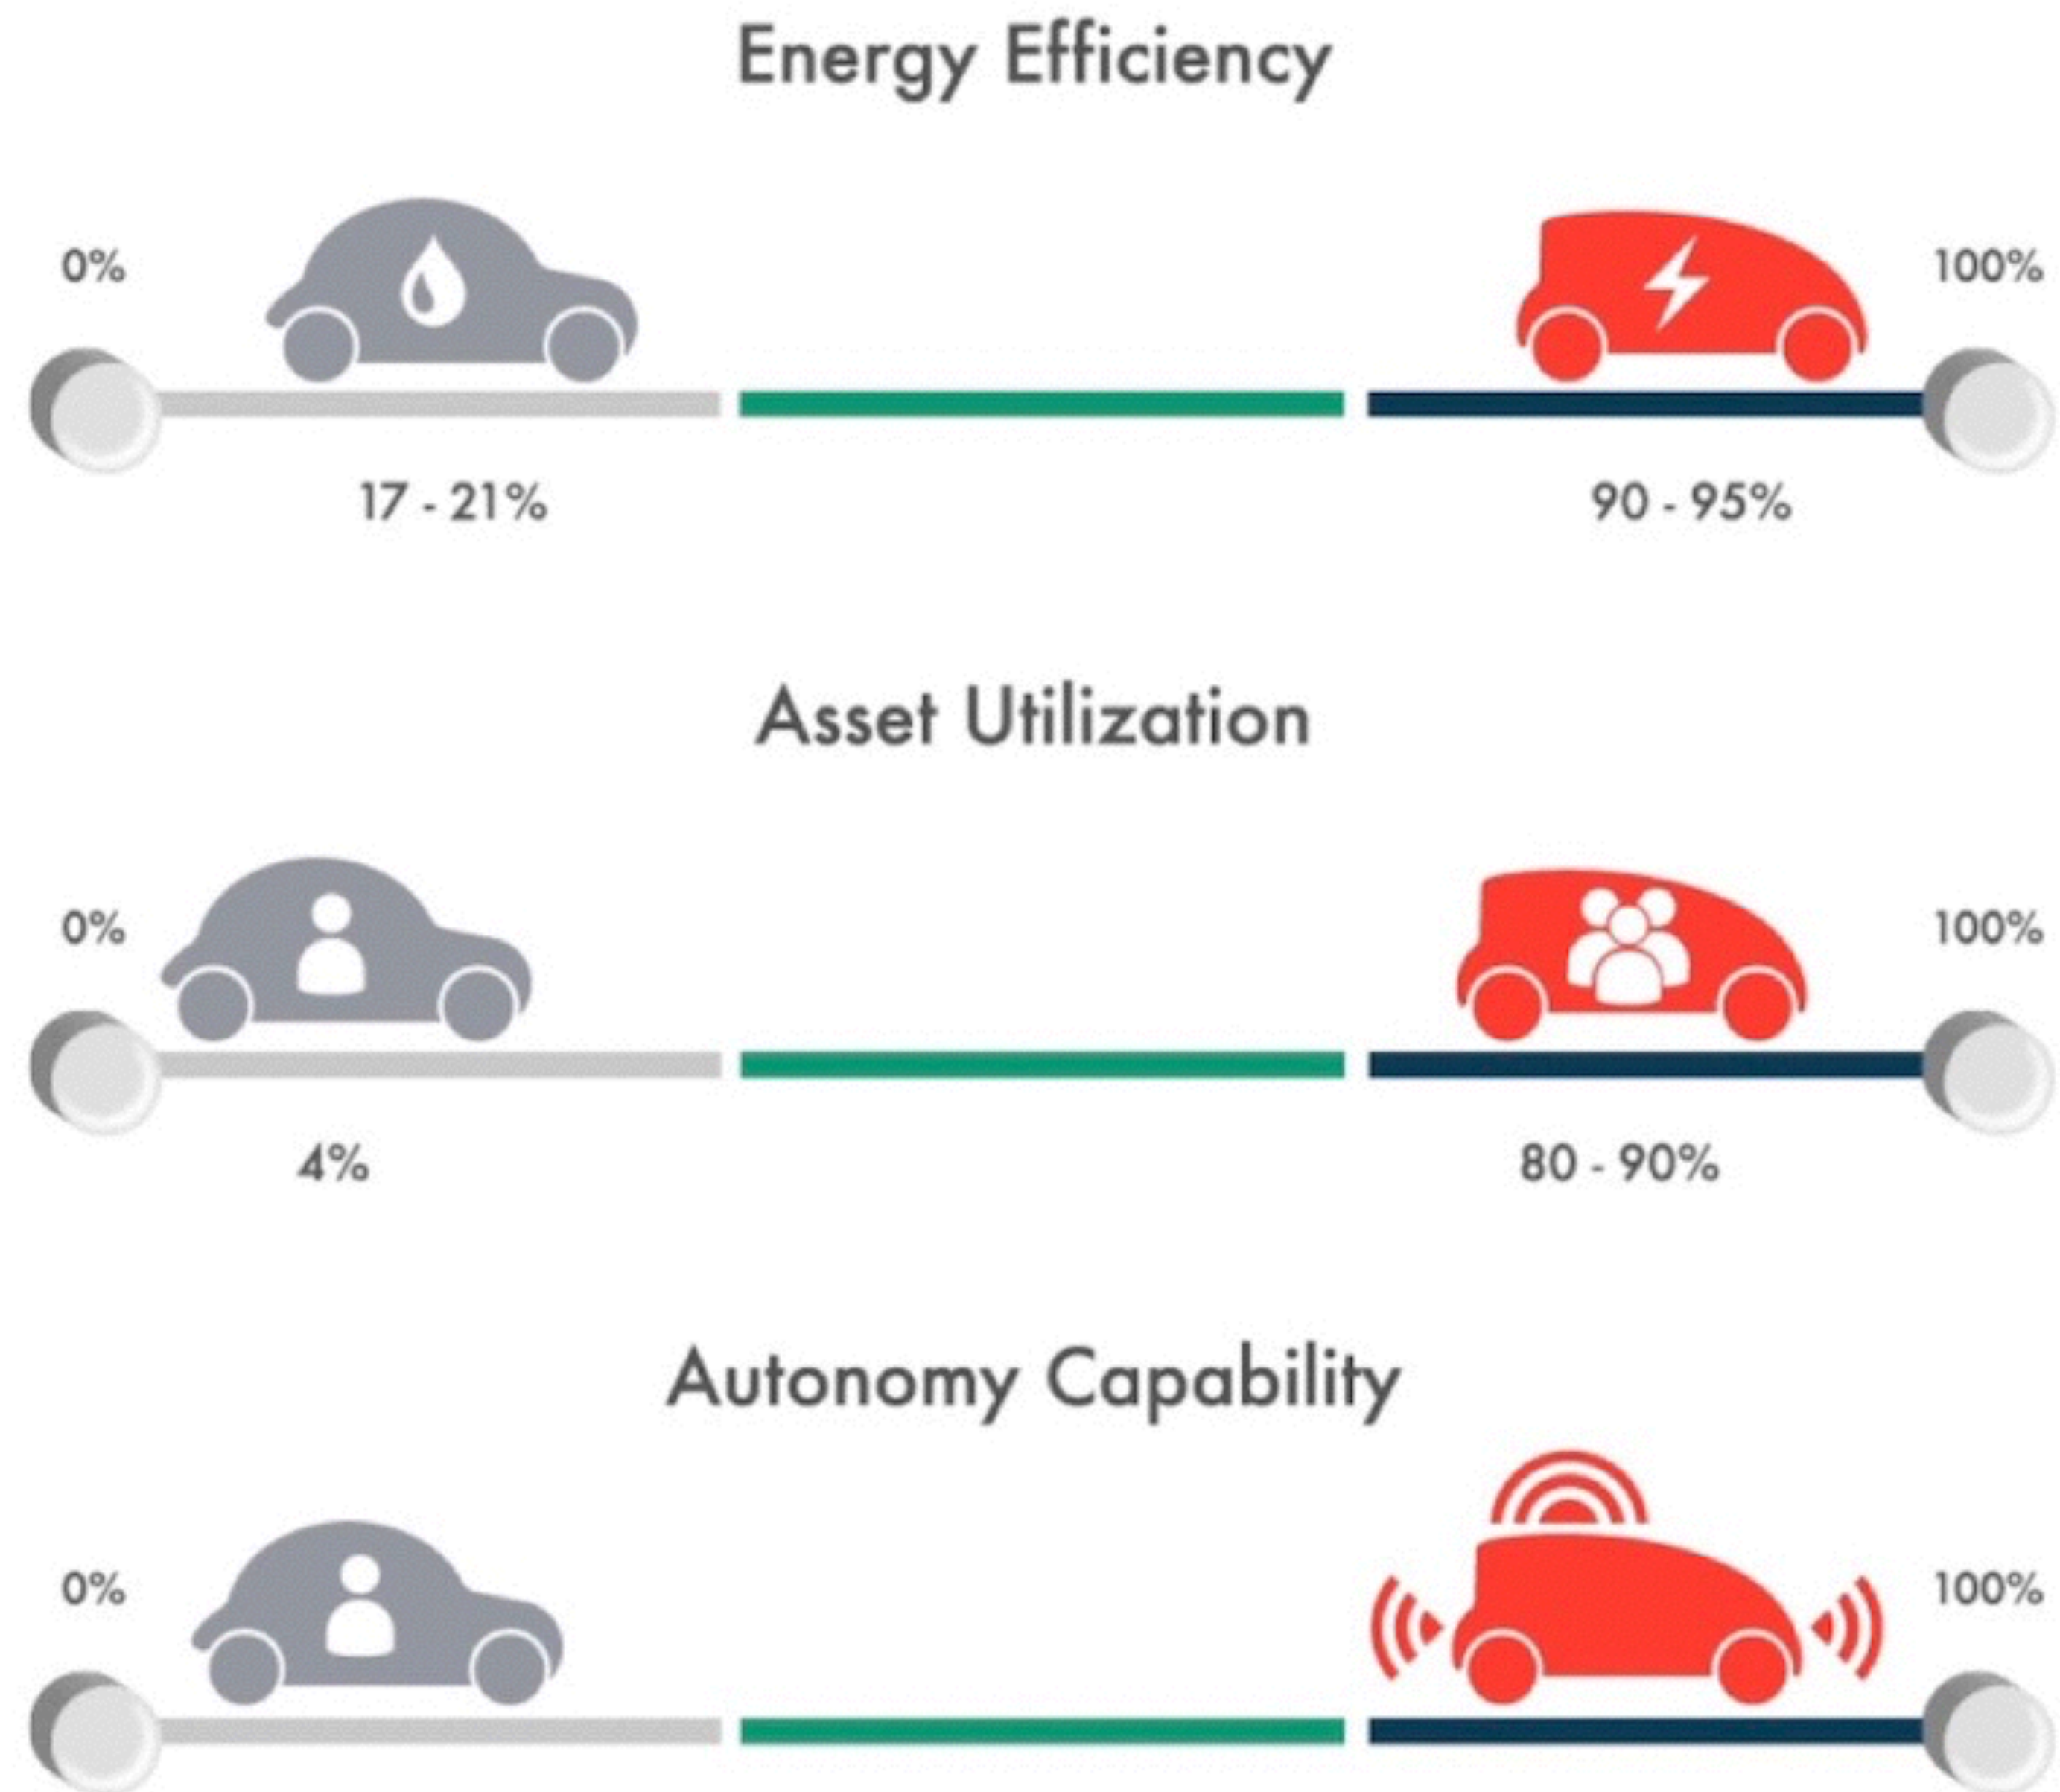 Energy Efficiency
0%
100%
17 - 21%
90 - 95%
Asset Utilization
0%
100%
4%
80 - 90%
Autonomy Capability
0%
100%